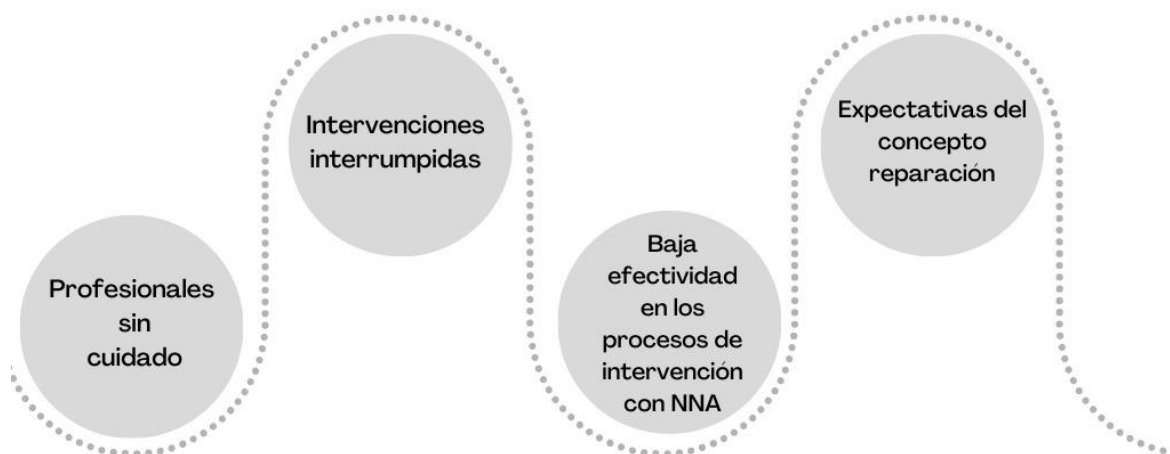 Profesionales
sin
cuidado
Intervenciones
interrumpidas
Baja
efectividad
en los
procesos de
intervención
con NNA
Expectativas del
concepto
reparación